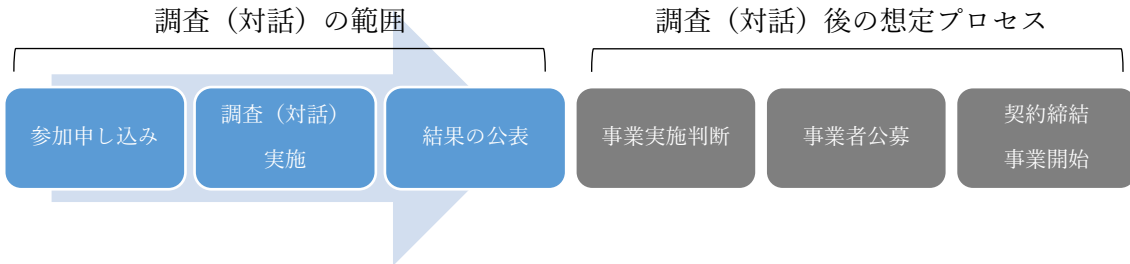 調査（対話）の範囲
調査（対話）後の想定プロセス
参加申し込み
調査（対話）
実施
結果の公表
事業実施判断
事業者公募
契約締結
事業開始